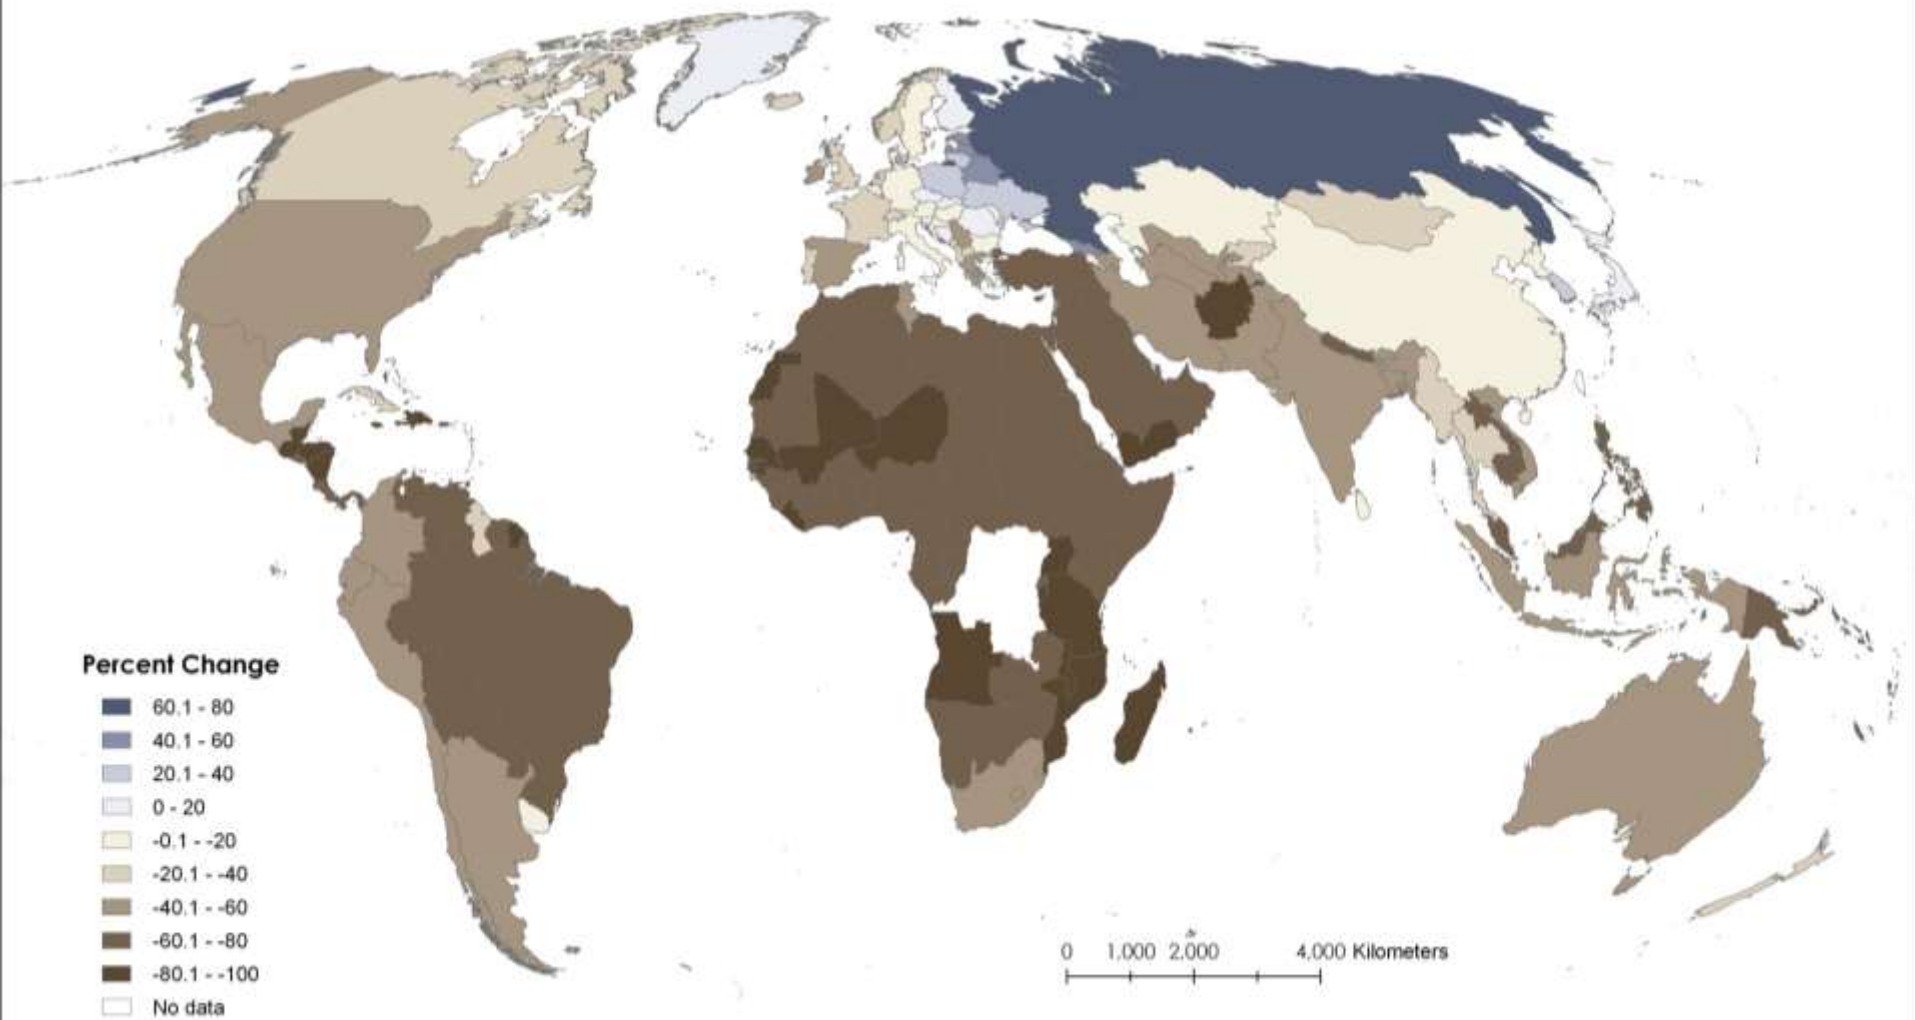 Percent Change
60.1 - 80
40.1 - 60
20.1 - 40
0 - 20
-0.1 - -20
-20.1 - -40
-40.1 - -60
-60.1 - -80
-80.1 - -100
No data
0 1,000 2,000 4,000 Kilometers